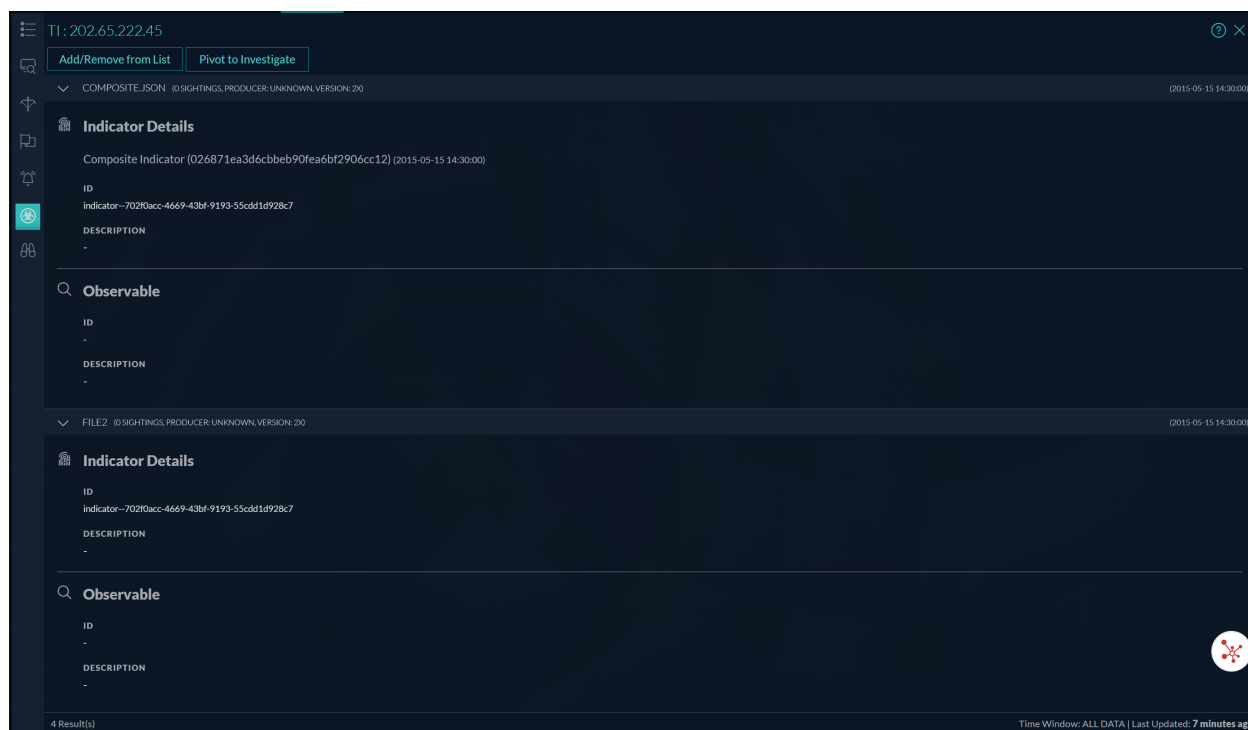 TI : 202.65.222.45
Add/Remove from List Pivot to Investigate
COMPOSITE.JSON (0 SIGHTINGS, PRODUCER: UNKNOWN, VERSION: 2X) (2015-05-15 14:30:00)
Indicator Details
Composite Indicator (026871ea3d6cbbeb90fea6bf2906cc12) (2015-05-15 14:30:00)
ID
indicator--702f0acc-4669-43bf-9193-55cdd1d928c7
DESCRIPTION
-
Observable
ID
-
DESCRIPTION
-
FILE2 (0 SIGHTINGS, PRODUCER: UNKNOWN, VERSION: 2X) (2015-05-15 14:30:00)
Indicator Details
ID
indicator--702f0acc-4669-43bf-9193-55cdd1d928c7
DESCRIPTION
-
Observable
ID
-
DESCRIPTION
-
4 Result(s) Time Window: ALL DATA | Last Updated: 7 minutes ag